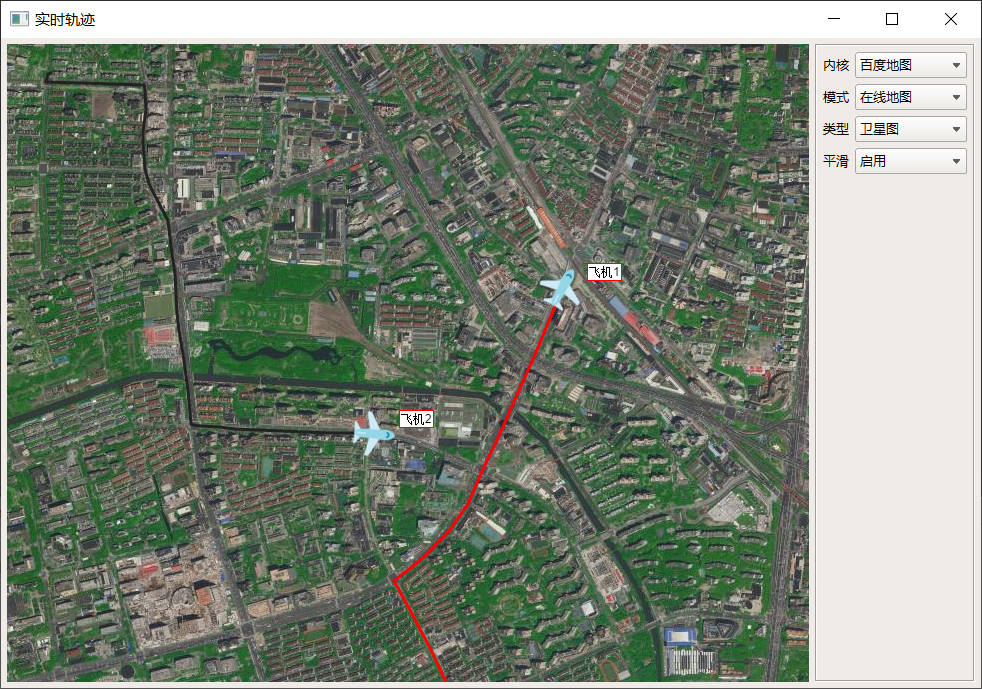 实时轨迹
内核 百度地图
模式 在线地图
类型 卫星图
平滑 启用
飞机1
飞机2